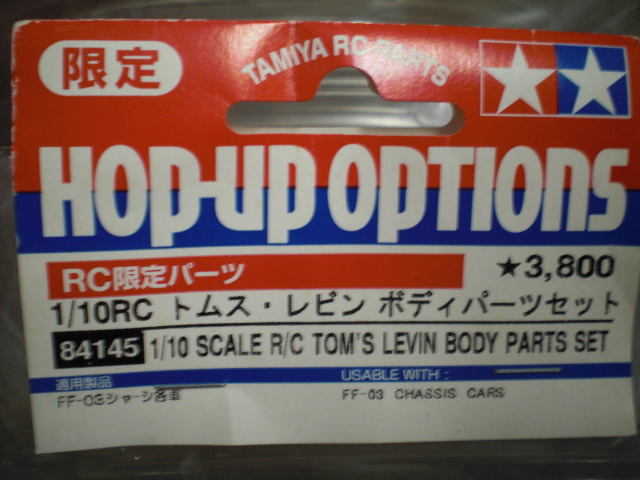 限定
TAMIYA RC PARTS
HOP-UP OPTIONS
RC限定パーツ
★3,800
1/10RC トムス・レビン ボディパーツセット
84145 1/10 SCALE R/C TOM'S LEVIN BODY PARTS SET
適用製品
FF-03シャーシ各車
USABLE WITH :
FF-03 CHASSIS CARS